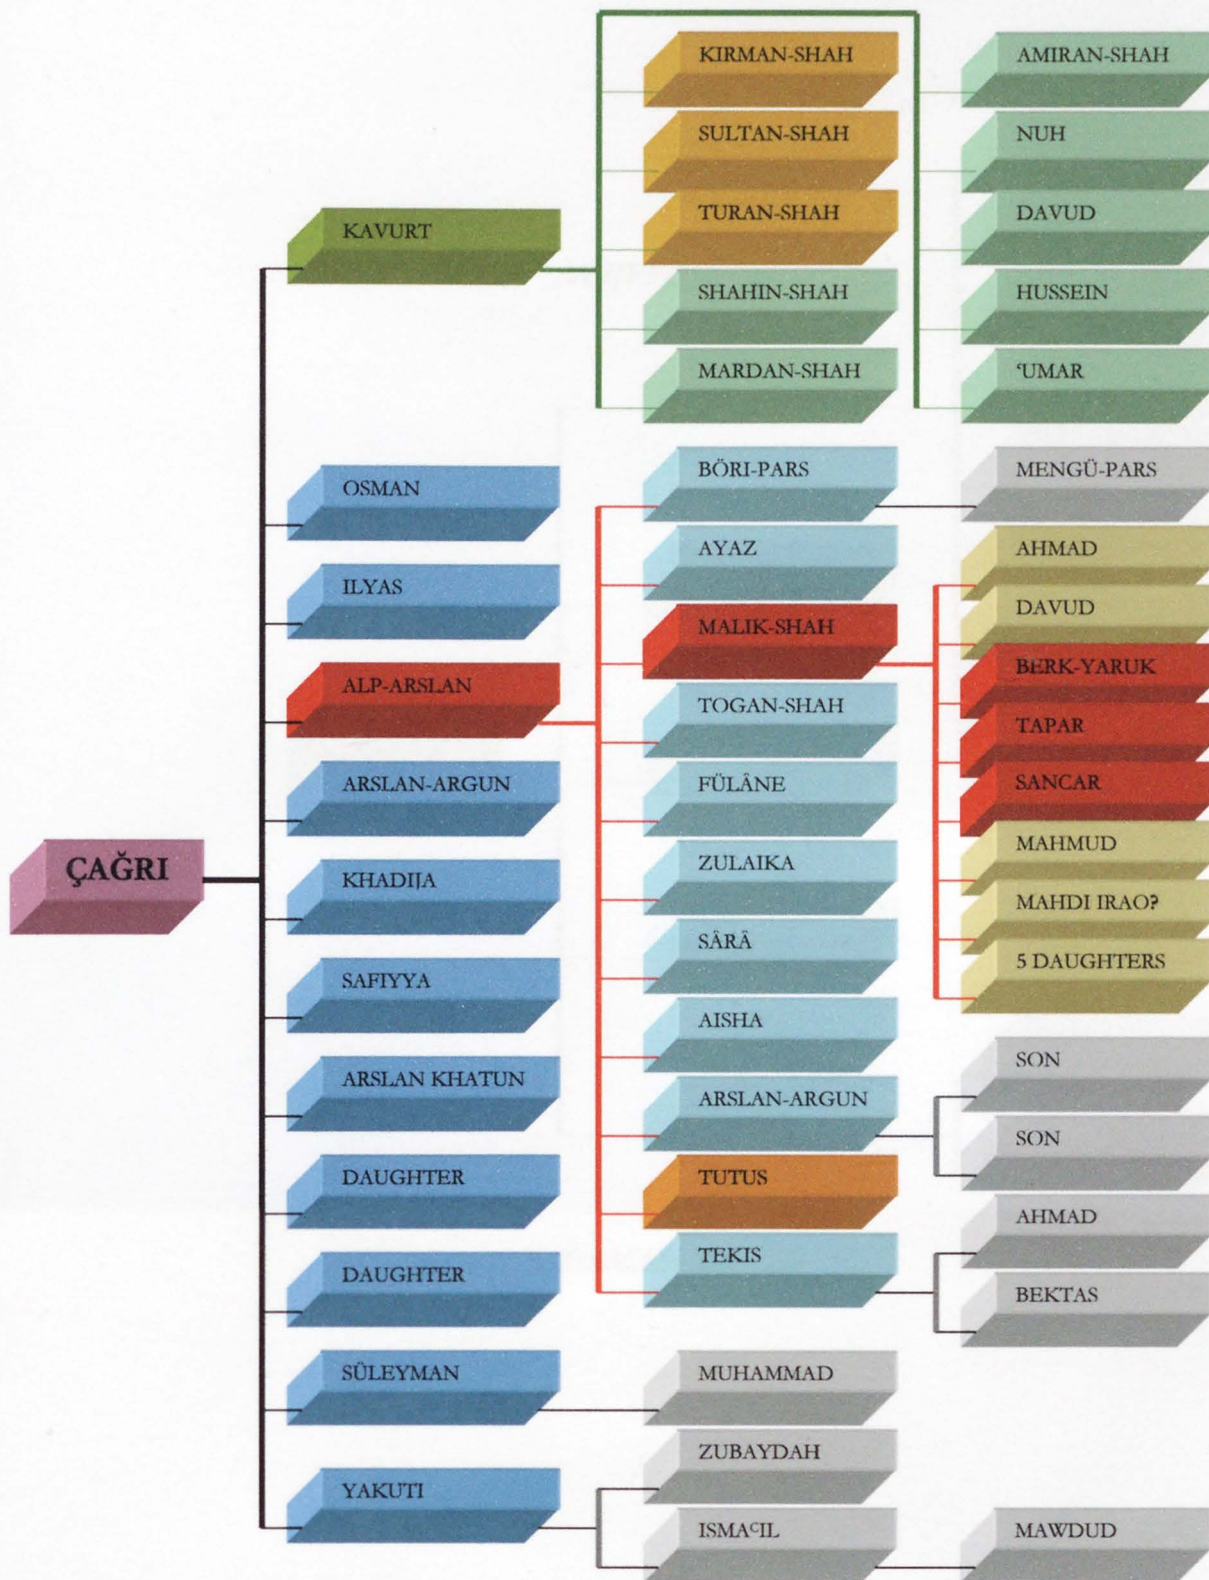 ÇAĞRI
KAVURT
KIRMAN-SHAH
SULTAN-SHAH
TURAN-SHAH
SHAHIN-SHAH
MARDAN-SHAH
AMIRAN-SHAH
NUH
DAVUD
HUSSEIN
‘UMAR
OSMAN
ILYAS
ALP-ARSLAN
BÖRI-PARS
MENGÜ-PARS
AYAZ
MALIK-SHAH
AHMAD
DAVUD
BERK-YARUK
TAPAR
SANCAR
MAHMUD
MAHDI IRAO?
5 DAUGHTERS
TOGAN-SHAH
FÜLÂNE
ZULAIKA
SÂRÂ
AISHA
ARSLAN-ARGUN
SON
SON
TUTUS
TEKIS
AHMAD
BEKTAS
ARSLAN-ARGUN
KHADIJA
SAFIYYA
ARSLAN KHATUN
DAUGHTER
DAUGHTER
SÜLEYMAN
MUHAMMAD
YAKUTI
ZUBAYDAH
ISMAᶜIL
MAWDUD